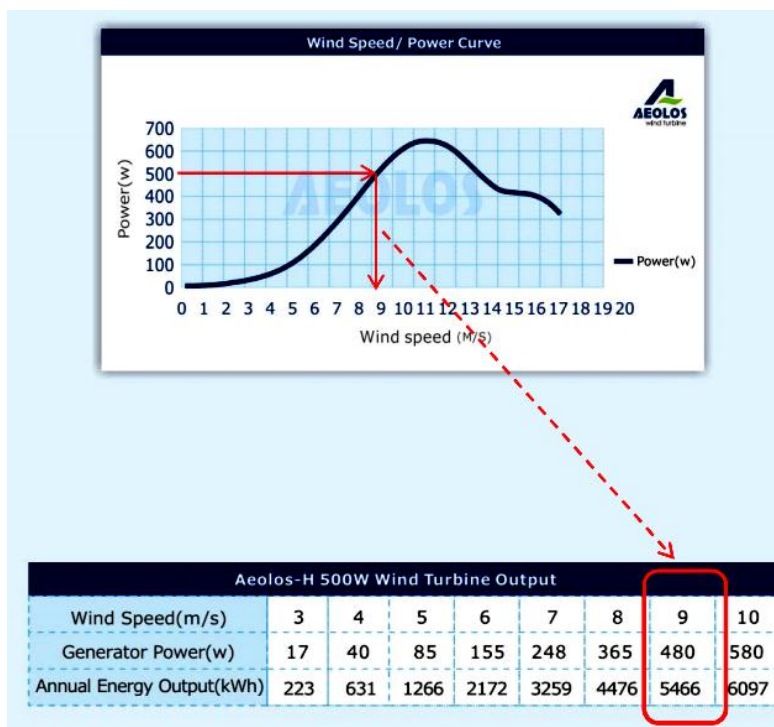 Wind Speed/ Power Curve
AEOLOS
wind turbine
700
600
500
400
300
200
100
0
Power(w)
AEOLOS
Power(w)
0 1 2 3 4 5 6 7 8 9 10 11 12 13 14 15 16 17 18 19 20
Wind speed (M/S)
Aeolos-H 500W Wind Turbine Output
Wind Speed(m/s) 3 4 5 6 7 8 9 10
Generator Power(w) 17 40 85 155 248 365 480 580
Annual Energy Output(kWh) 223 631 1266 2172 3259 4476 5466 6097